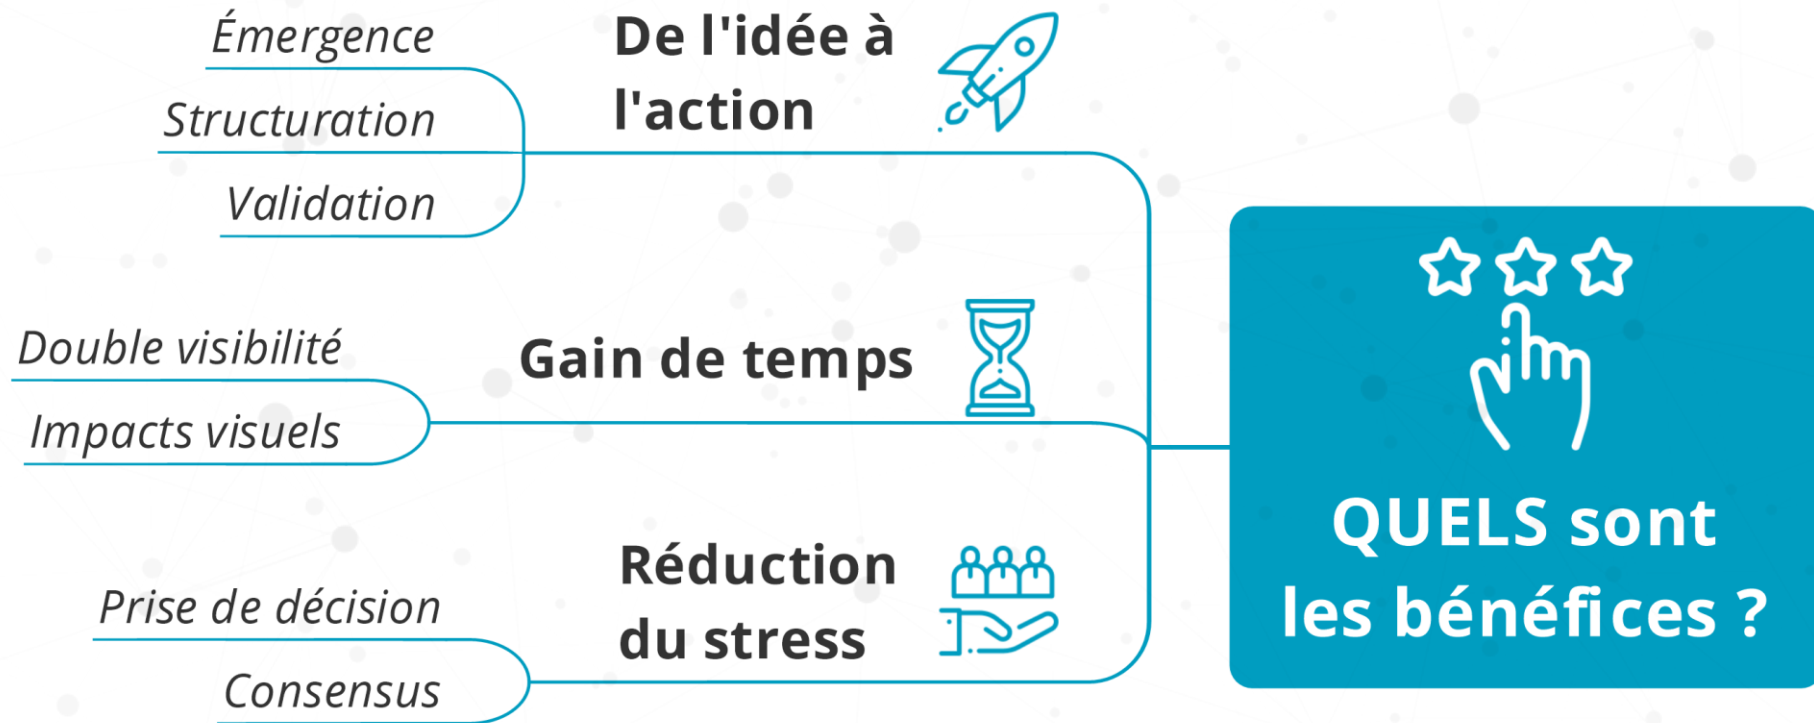 Émergence
Structuration
Validation
De l'idée à
l'action
Double visibilité
Impacts visuels
Gain de temps
Prise de décision
Consensus
Réduction
du stress
QUELS sont
les bénéfices ?